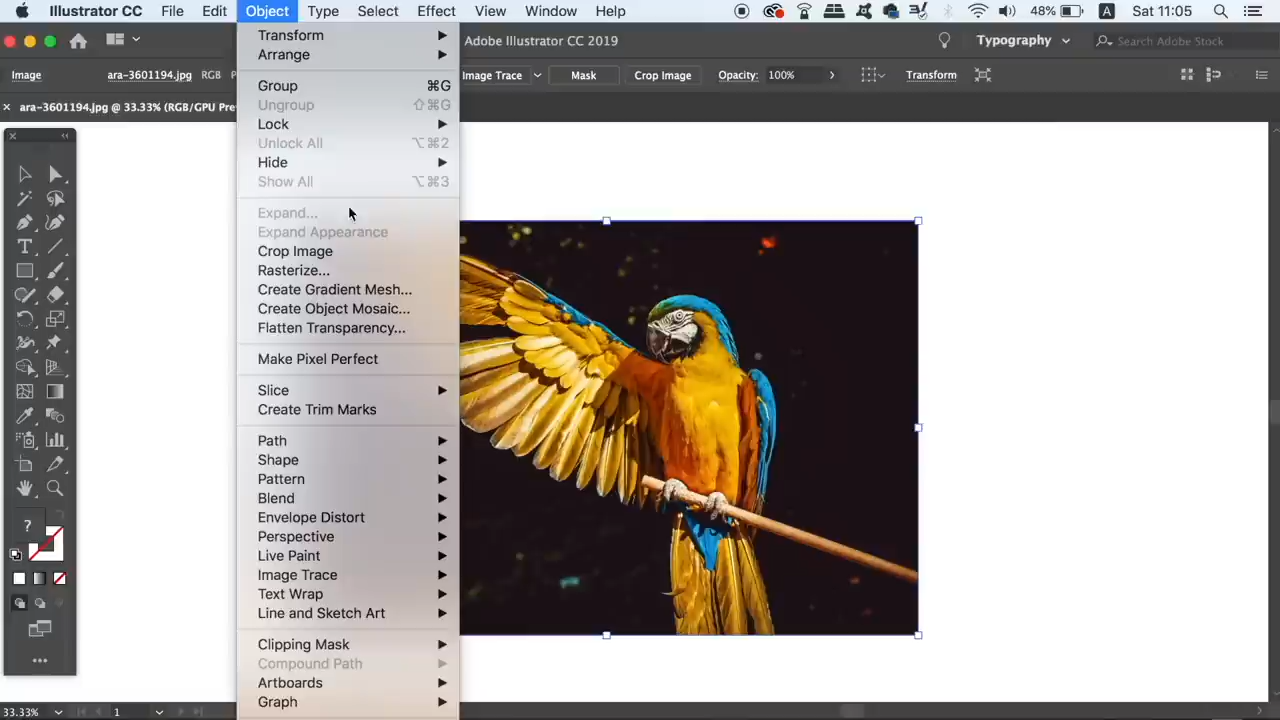 Illustrator CC File Edit Object Type Select Effect View Window Help 48% A Sat 11:05
Adobe Illustrator CC 2019 Typography Search Adobe Stock
Image ara-3601194.jpg RGB Image Trace Mask Crop Image Opacity: 100% Transform
ara-3601194.jpg @ 33.33% (RGB/GPU Pre
Transform
Arrange
Group ⌘G
Ungroup ⇧⌘G
Lock
Unlock All ⌥⌘2
Hide
Show All ⌥⌘3
Expand...
Expand Appearance
Crop Image
Rasterize...
Create Gradient Mesh...
Create Object Mosaic...
Flatten Transparency...
Make Pixel Perfect
Slice
Create Trim Marks
Path
Shape
Pattern
Blend
Envelope Distort
Perspective
Live Paint
Image Trace
Text Wrap
Line and Sketch Art
Clipping Mask
Compound Path
Artboards
Graph
?
33.33% 1